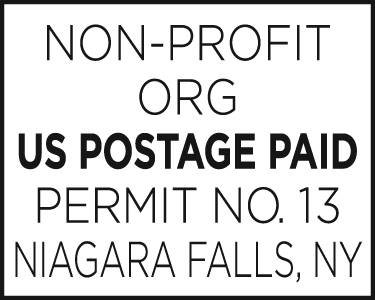 NON-PROFIT
ORG
US POSTAGE PAID
PERMIT NO. 13
NIAGARA FALLS, NY